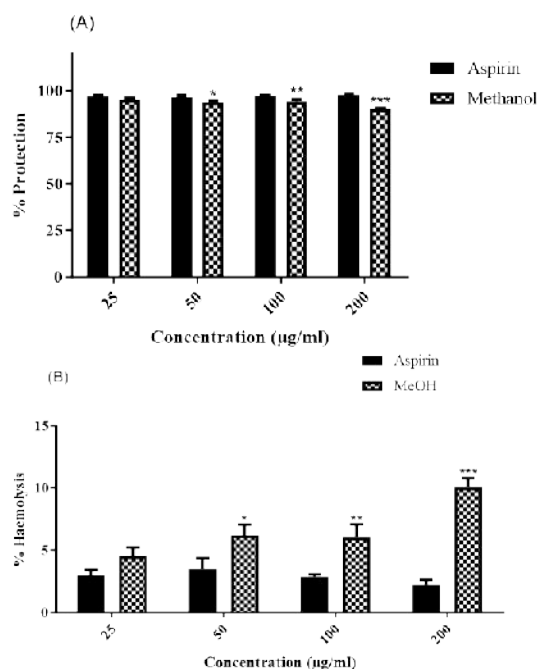 (A)
Aspirin
Methanol
100
75
50
25
0
% Protection
*
**
***
25
50
100
200
Concentration (μg/ml)
Aspirin
MeOH
(B)
15
10
5
0
% Haemolysis
*
**
***
25
50
100
200
Concentration (μg/ml)